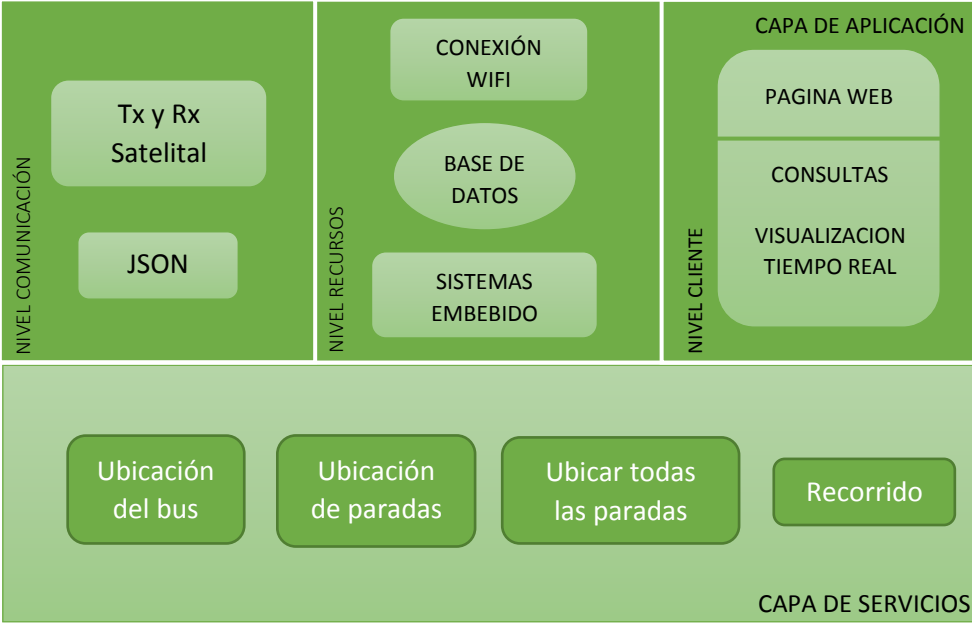 NIVEL COMUNICACIÓN
Tx y Rx
Satelital
JSON
NIVEL RECURSOS
CONEXIÓN
WIFI
BASE DE
DATOS
SISTEMAS
EMBEBIDO
CAPA DE APLICACIÓN
NIVEL CLIENTE
PAGINA WEB
CONSULTAS
VISUALIZACION
TIEMPO REAL
Ubicación
del bus
Ubicación
de paradas
Ubicar todas
las paradas
Recorrido
CAPA DE SERVICIOS